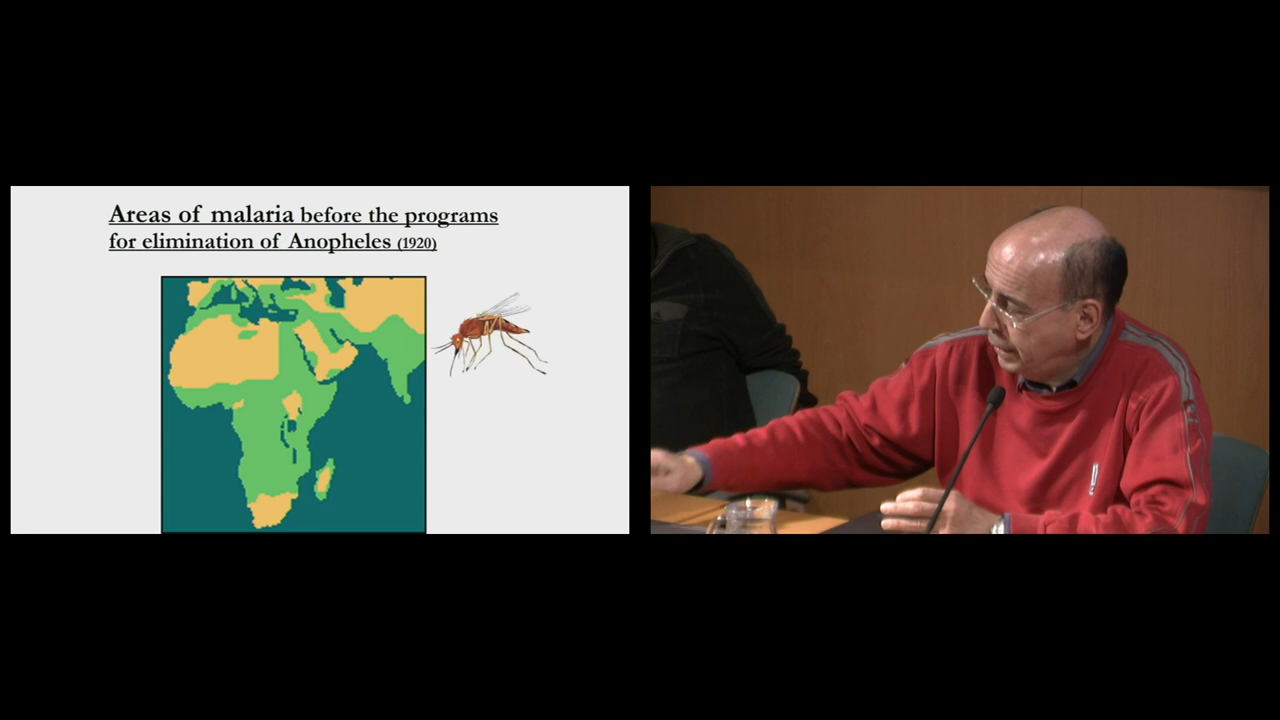 Areas of malaria before the programs
for elimination of Anopheles (1920)